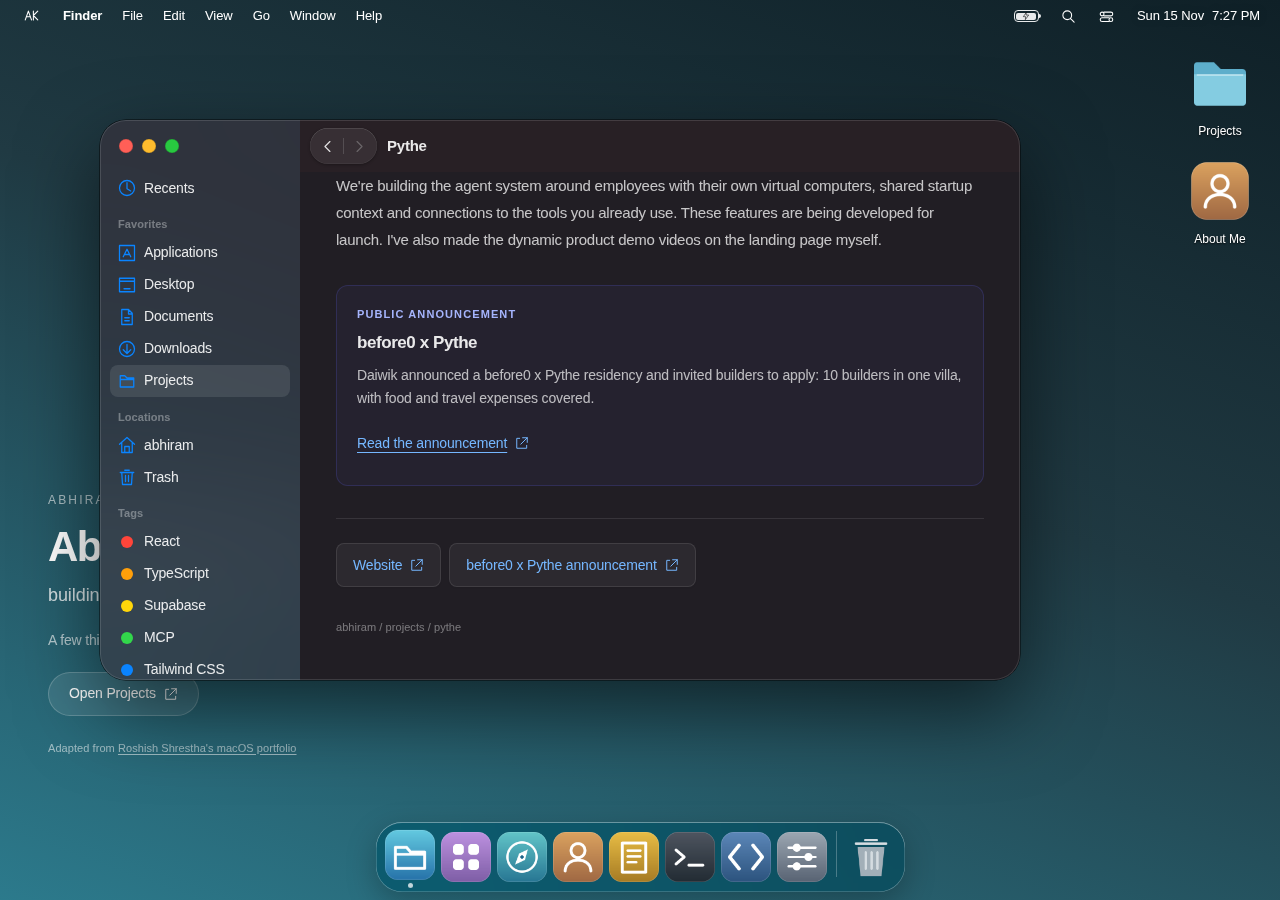 Finder File Edit View Go Window Help
Sun 15 Nov 7:27 PM
Projects
About Me
Recents
Favorites
Applications
Desktop
Documents
Downloads
Projects
Locations
abhiram
Trash
Tags
React
TypeScript
Supabase
MCP
Tailwind CSS
Pythe
We're building the agent system around employees with their own virtual computers, shared startup
context and connections to the tools you already use. These features are being developed for
launch. I've also made the dynamic product demo videos on the landing page myself.
PUBLIC ANNOUNCEMENT
before0 x Pythe
Daiwik announced a before0 x Pythe residency and invited builders to apply: 10 builders in one villa,
with food and travel expenses covered.
Read the announcement
Website
before0 x Pythe announcement
abhiram / projects / pythe
ABHIRA
Ab
buildin
A few thi
Open Projects
Adapted from Roshish Shrestha's macOS portfolio